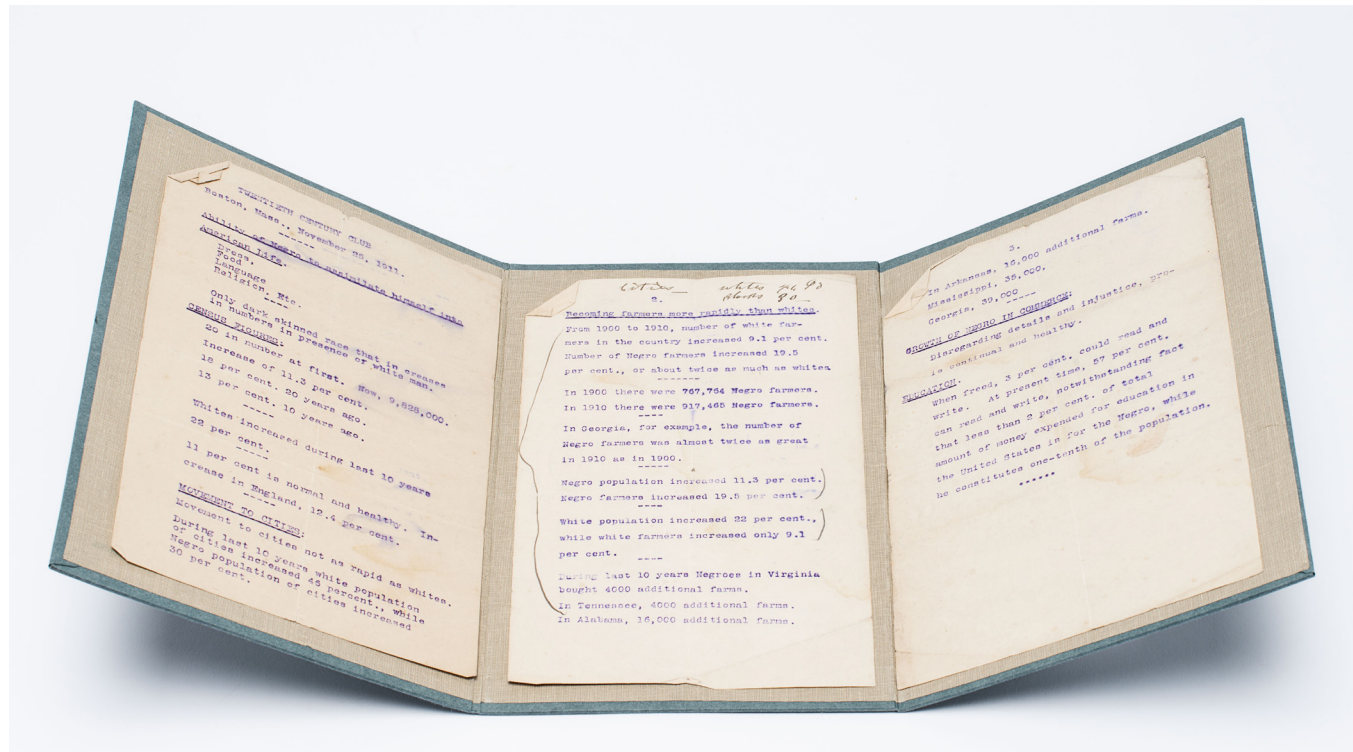 TWENTIETH CENTURY CLUB
Boston, Mass., November 25, 1911.
------
Ability of Negro to assimilate himself into
American Life.
Dress,
Food
Language
Religion, Etc.
----
Only dark skinned race that increases
in numbers in presence of white man.
CENSUS FIGURES:
20 in number at first. Now, 9,828,000.
Increase of 11.3 per cent.
18 per cent. 20 years ago.
13 per cent. 10 years ago.
-----
Whites increased during last 10 years
22 per cent.
-----
11 per cent is normal and healthy. In-
crease in England, 12.4 per cent.
-----
MOVEMENT TO CITIES:
Movement to cities not as rapid as whites.
During last 10 years white population
of cities increased 45 percent., while
Negro population of cities increased
30 per cent.
Cities whites
blacks
2.
Becoming farmers more rapidly than whites.
From 1900 to 1910, number of white far-
mers in the country increased 9.1 per cent.
Number of Negro farmers increased 19.5
per cent., or about twice as much as whites
-------
In 1900 there were 767,764 Negro farmers.
In 1910 there were 917,465 Negro farmers.
----
In Georgia, for example, the number of
Negro farmers was almost twice as great
in 1910 as in 1900.
-----
Negro population increased 11.3 per cent.
Negro farmers increased 19.5 per cent.
----
White population increased 22 per cent.,
while white farmers increased only 9.1
per cent.
----
During last 10 years Negroes in Virginia
bought 4000 additional farms.
In Tennessee, 4000 additional farms.
In Alabama, 16,000 additional farms.
3.
In Arkansas, 16,000 additional farms.
Mississippi, 35,000.
Georgia, 39,000
-----
GROWTH OF NEGRO IN COMMERCE:
Disregarding details and injustice, pro-
is continual and healthy.
EDUCATION.
When freed, 3 per cent. could read and
write. At present time, 57 per cent.
can read and write, notwithstanding fact
that less than 2 per cent. of total
amount of money expended for education in
the United States is for the Negro, while
he constitutes one-tenth of the population.
******